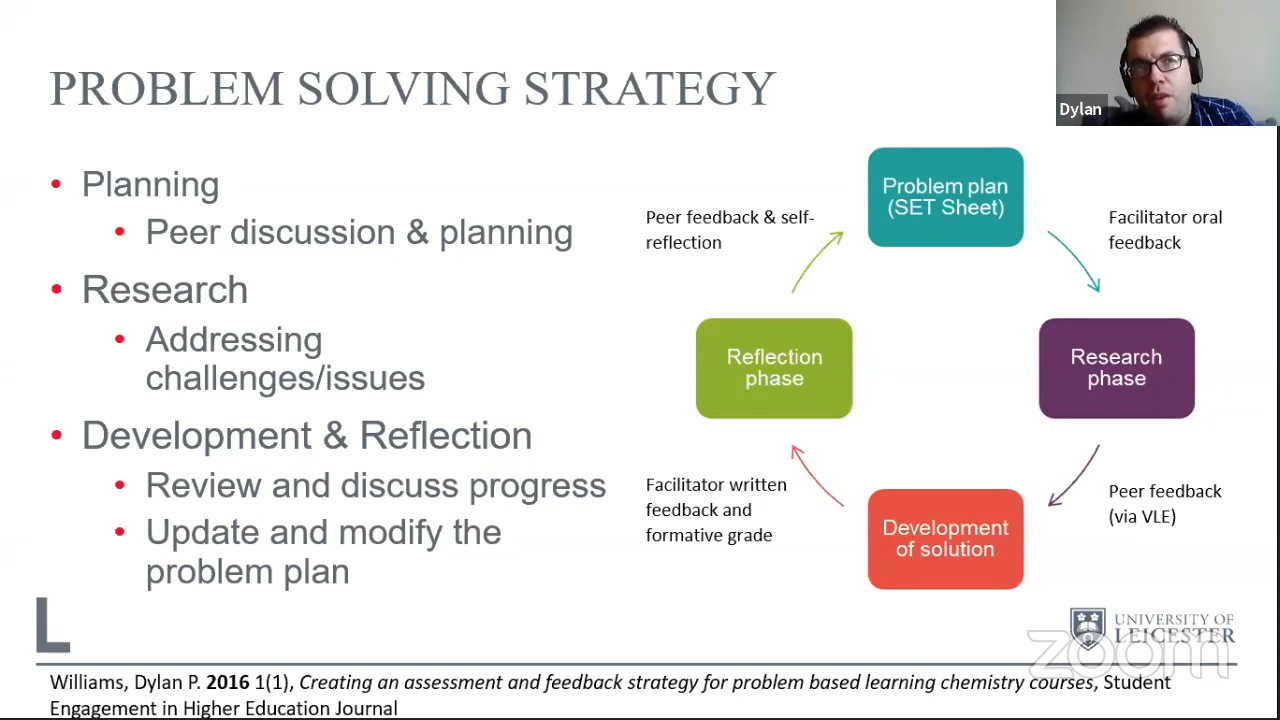 PROBLEM SOLVING STRATEGY
Dylan
• Planning
• Peer discussion & planning
• Research
• Addressing
challenges/issues
• Development & Reflection
• Review and discuss progress
• Update and modify the
problem plan
Problem plan
(SET Sheet)
Facilitator oral
feedback
Research
phase
Peer feedback
(via VLE)
Development
of solution
Facilitator written
feedback and
formative grade
Reflection
phase
Peer feedback & self-
reflection
UNIVERSITY OF
LEICESTER
zoom
Williams, Dylan P. 2016 1(1), Creating an assessment and feedback strategy for problem based learning chemistry courses, Student
Engagement in Higher Education Journal